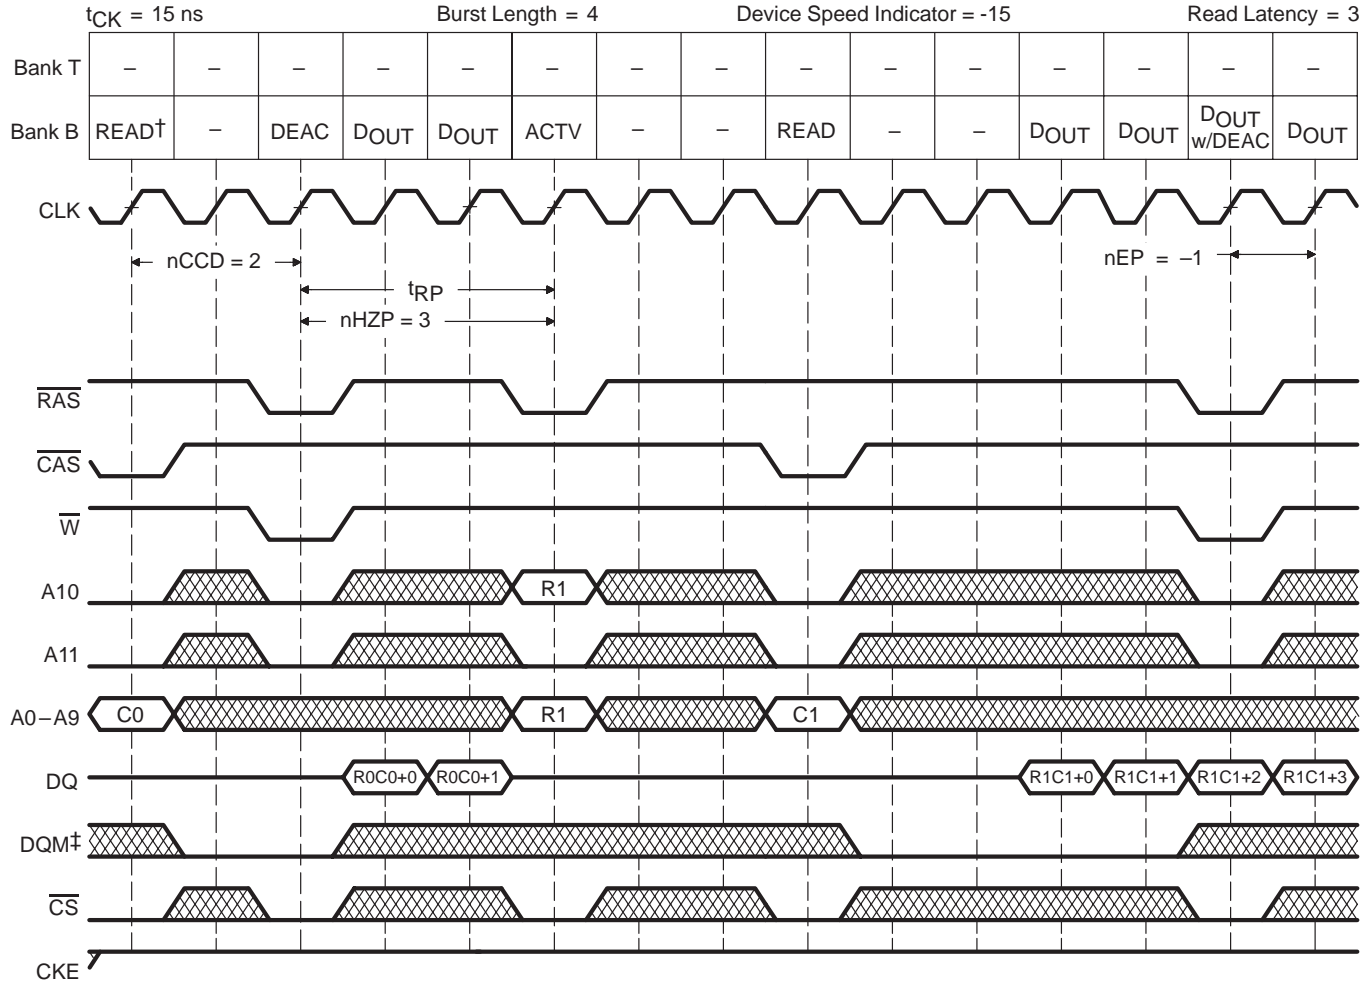 tCK = 15 ns Burst Length = 4 Device Speed Indicator = -15 Read Latency = 3
Bank T – – – – – – – – – – – – – – –
Bank B READ† – DEAC DOUT DOUT ACTV – – READ – – DOUT DOUT DOUT w/DEAC DOUT
CLK
nCCD = 2 nEP = –1
tRP
nHZP = 3
RAS
CAS
W
A10 R1
A11
A0–A9 C0 R1 C1
DQ R0C0+0 R0C0+1 R1C1+0 R1C1+1 R1C1+2 R1C1+3
DQM‡
CS
CKE